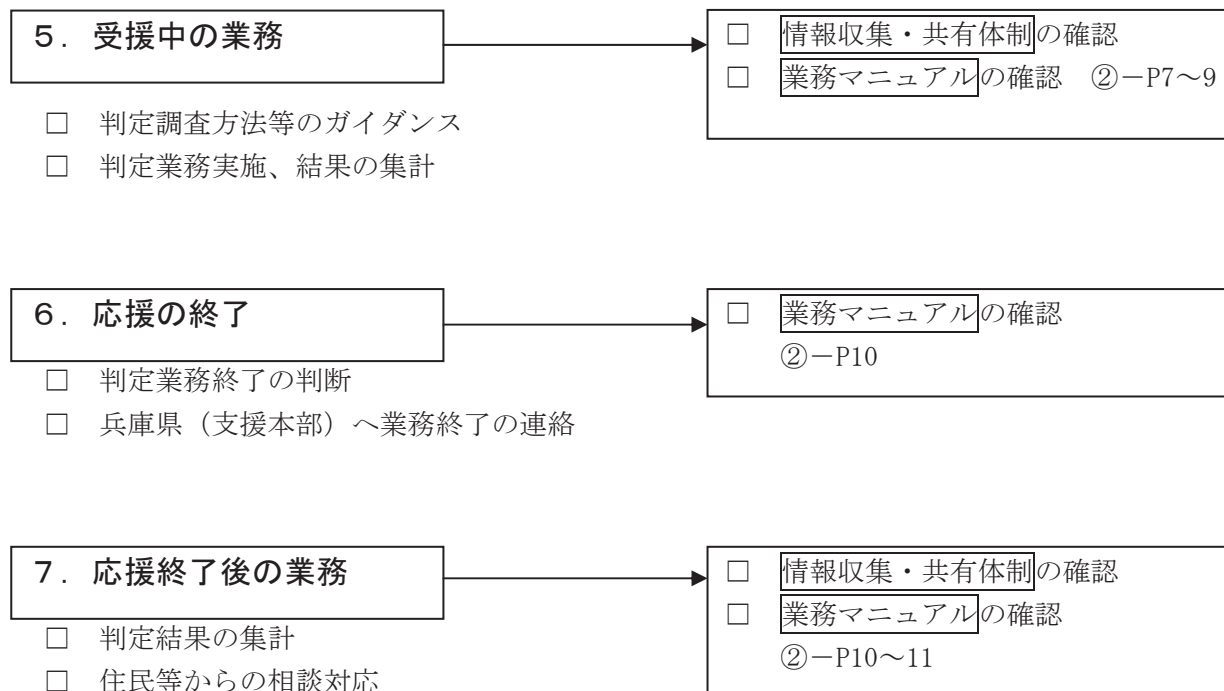 ５．受援中の業務
□　判定調査方法等のガイダンス
□　判定業務実施、結果の集計
□　情報収集・共有体制の確認
□　業務マニュアルの確認　②－P7～9
６．応援の終了
□　判定業務終了の判断
□　兵庫県（支援本部）へ業務終了の連絡
□　業務マニュアルの確認
②－P10
７．応援終了後の業務
□　判定結果の集計
□　住民等からの相談対応
□　情報収集・共有体制の確認
□　業務マニュアルの確認
②－P10～11